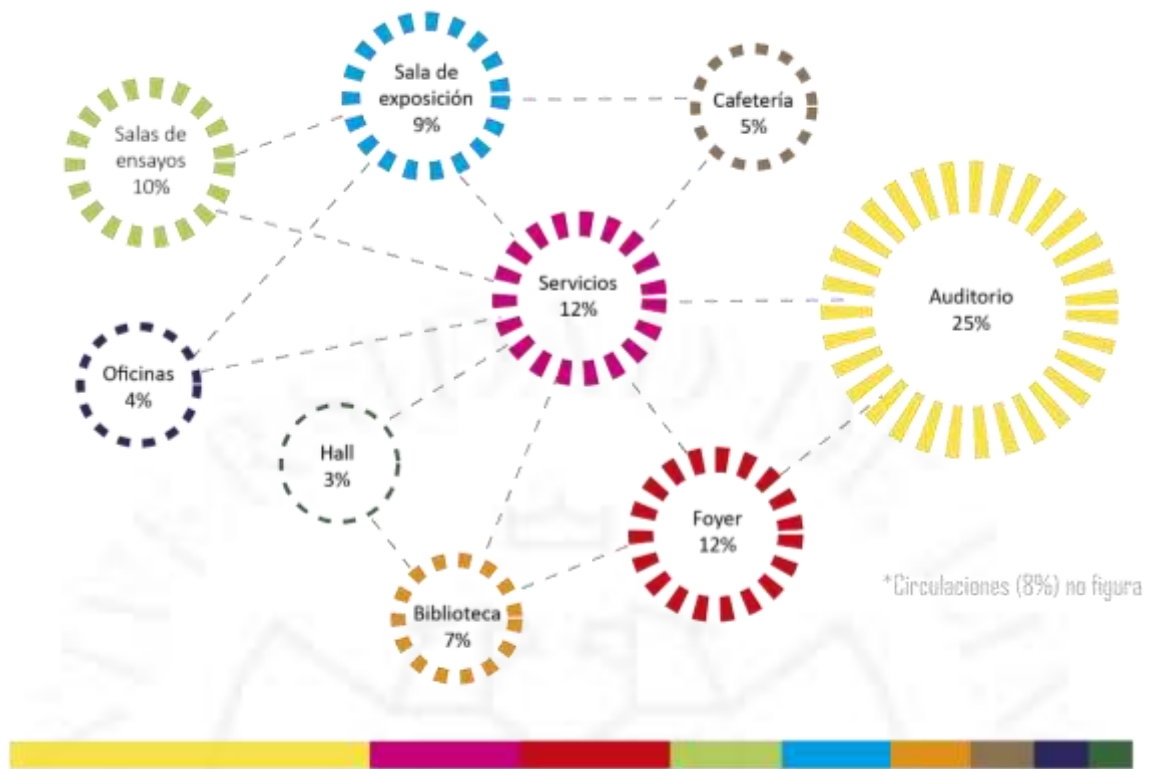 Sala de
exposición
9%
Cafetería
5%
Salas de
ensayos
10%
Servicios
12%
Auditorio
25%
Oficinas
4%
Hall
3%
Foyer
12%
Biblioteca
7%
*Circulaciones (8%) no figura